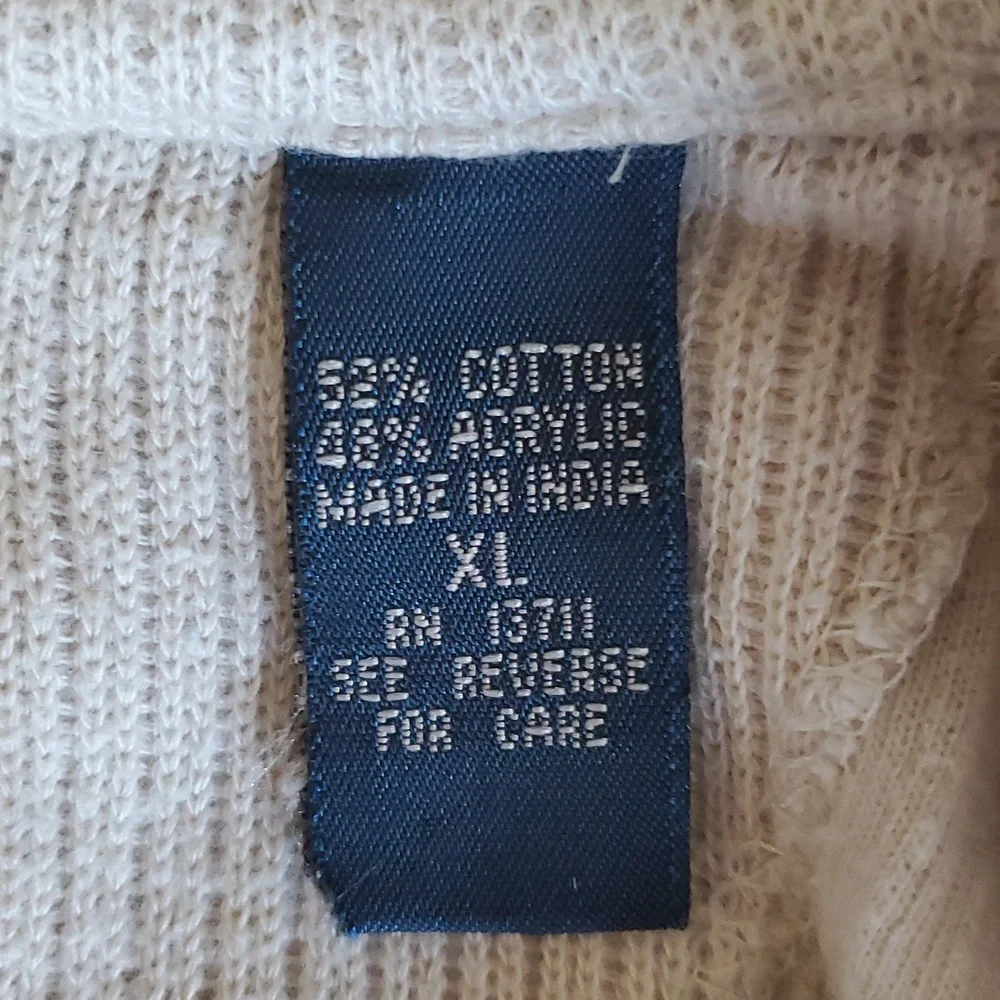 52% COTTON
48% ACRYLIC
MADE IN INDIA
XL
RN 13711
SEE REVERSE
FOR CARE